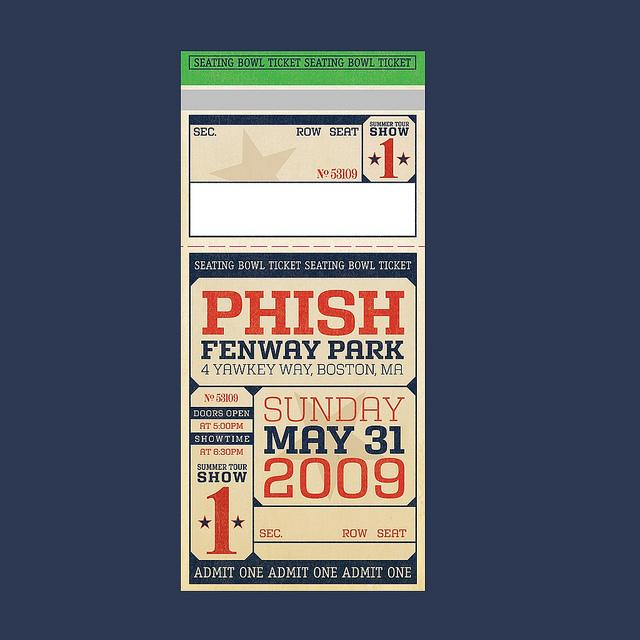 SEATING BOWL TICKET SEATING BOWL TICKET
SEC. ROW SEAT
SUMMER TOUR
SHOW
1
Nº 53109
SEATING BOWL TICKET SEATING BOWL TICKET
PHISH
FENWAY PARK
4 YAWKEY WAY, BOSTON, MA
Nº 53109
DOORS OPEN
AT 5:00PM
SHOWTIME
AT 6:30PM
SUMMER TOUR
SHOW
1
SUNDAY
MAY 31
2009
SEC. ROW SEAT
ADMIT ONE ADMIT ONE ADMIT ONE